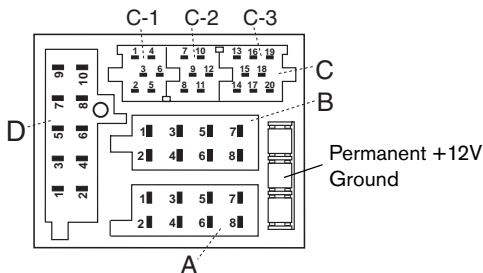 C-1 C-2 C-3
1 4 7 10 13 16 19
3 6 9 12 15 18 C
2 5 8 11 14 17 20
9 10
7 8
D 5 6
3 4
1 2
B
1 3 5 7
2 4 6 8
Permanent +12V
Ground
1 3 5 7
2 4 6 8
A